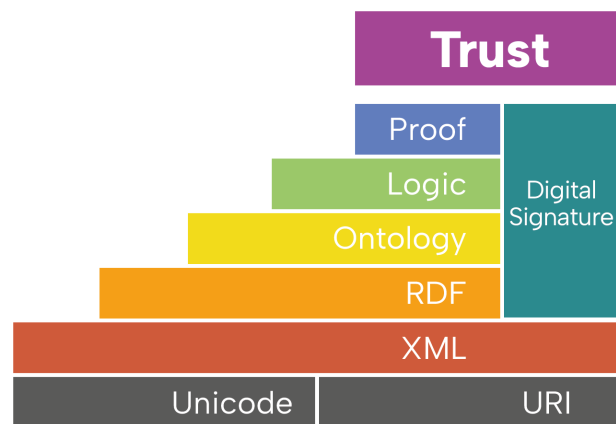 Trust
Proof
Digital
Signature
Logic
Ontology
RDF
XML
Unicode
URI